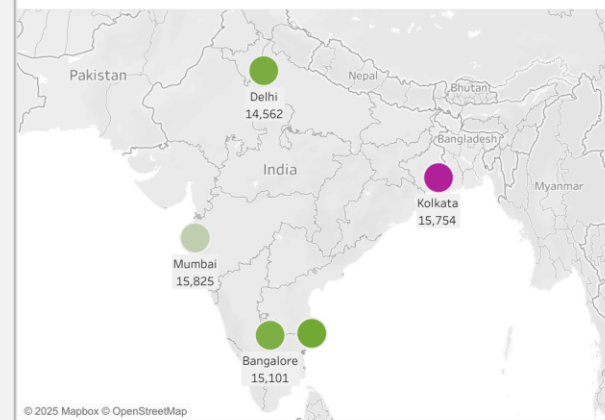 Pakistan
Delhi
14,562
Nepal
Bhutan
Bangladesh
India
Myanmar
Kolkata
15,754
Mumbai
15,825
Bangalore
15,101
© 2025 Mapbox © OpenStreetMap